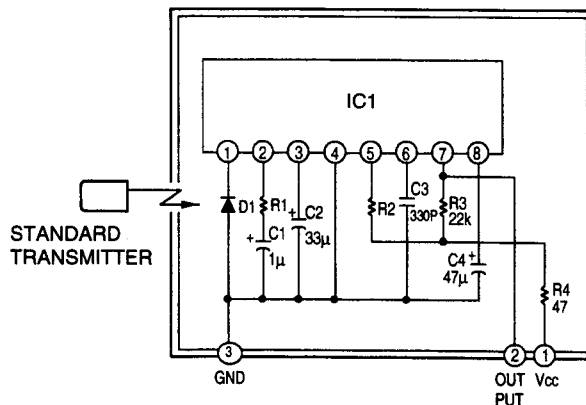 IC1
1 2 3 4 5 6 7 8
D1
R1
+ C1
1μ
C2
+
33μ
R2
C3
330P
R3
22k
C4 +
47μ
R4
47
STANDARD
TRANSMITTER
3
GND
2
OUT
PUT
1
Vcc